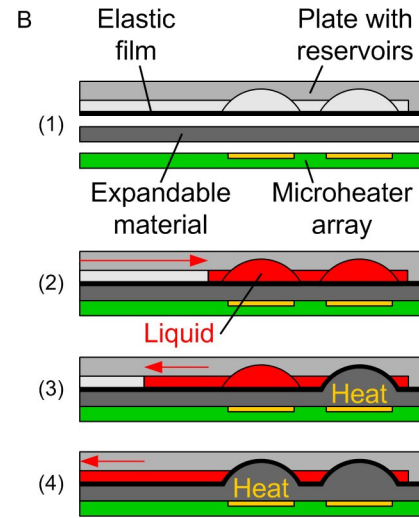 B
Elastic
film
Plate with
reservoirs
(1)
Expandable
material
Microheater
array
(2)
Liquid
(3)
Heat
(4)
Heat